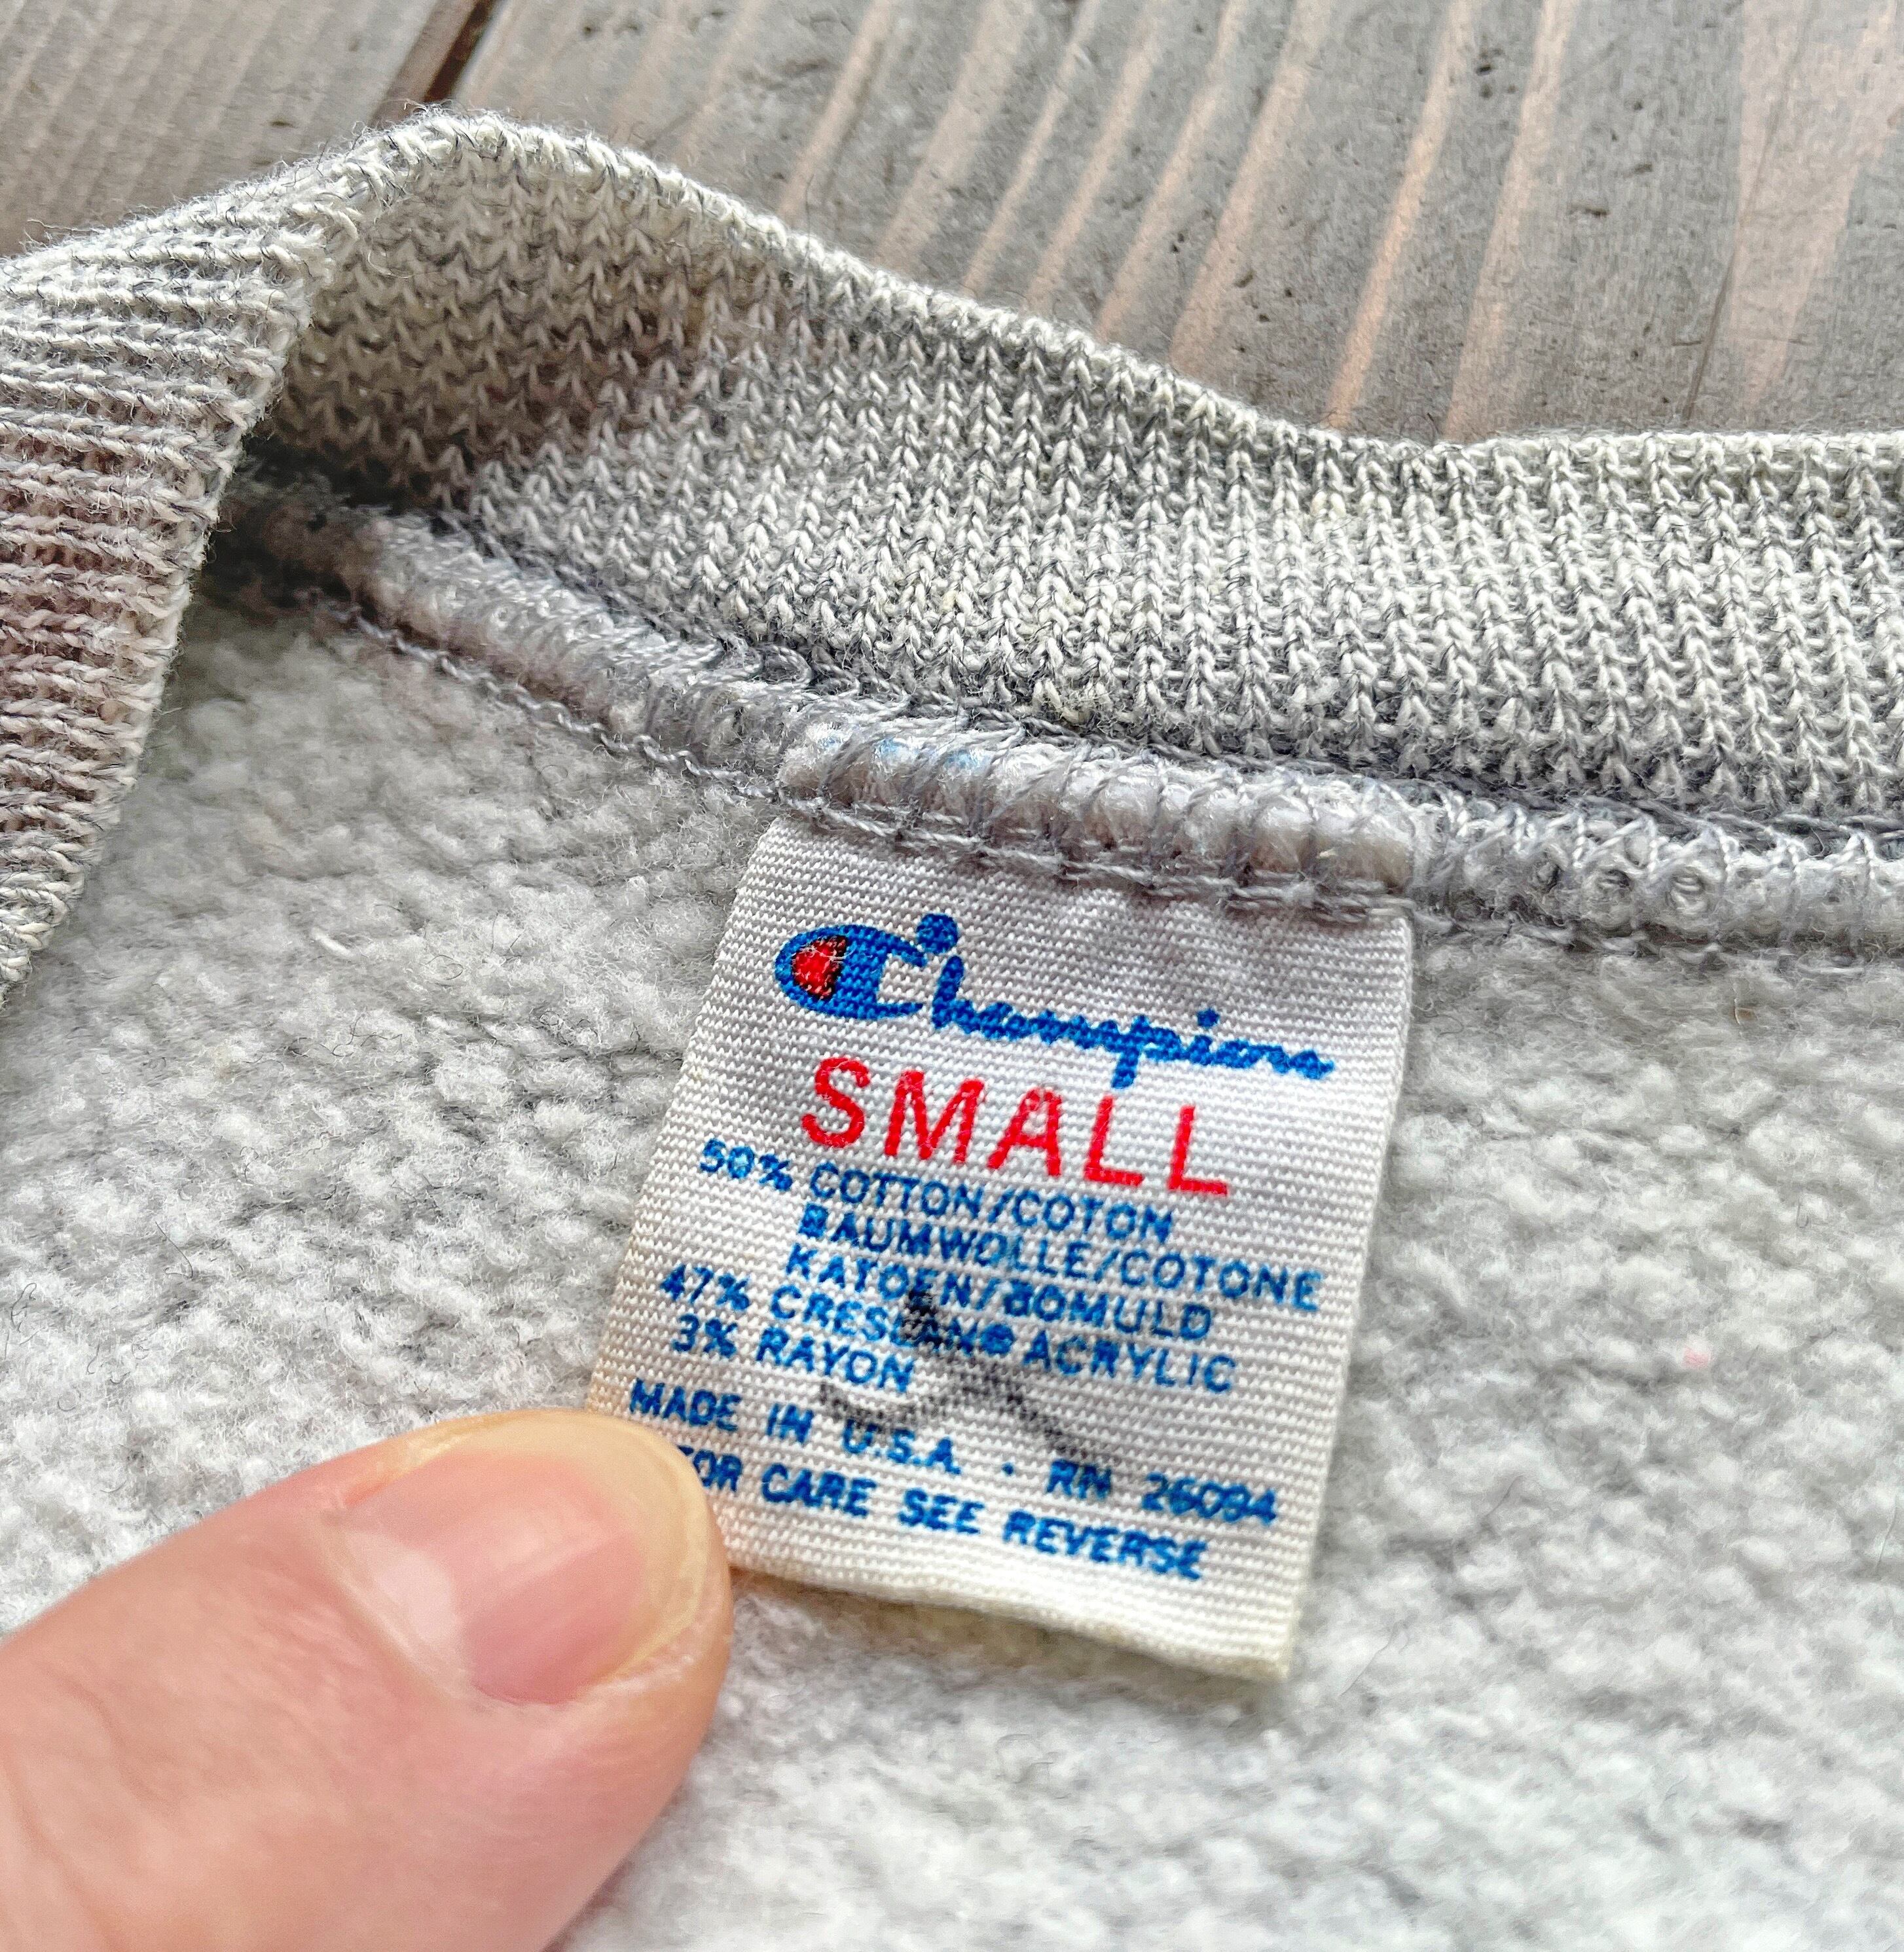 Champion
SMALL
50% COTTON/COTON
BAUMWOLLE/COTONE
KATOEN/BOMULD
47% CRESLAN® ACRYLIC
3% RAYON
MADE IN U.S.A. · RN 26094
FOR CARE SEE REVERSE